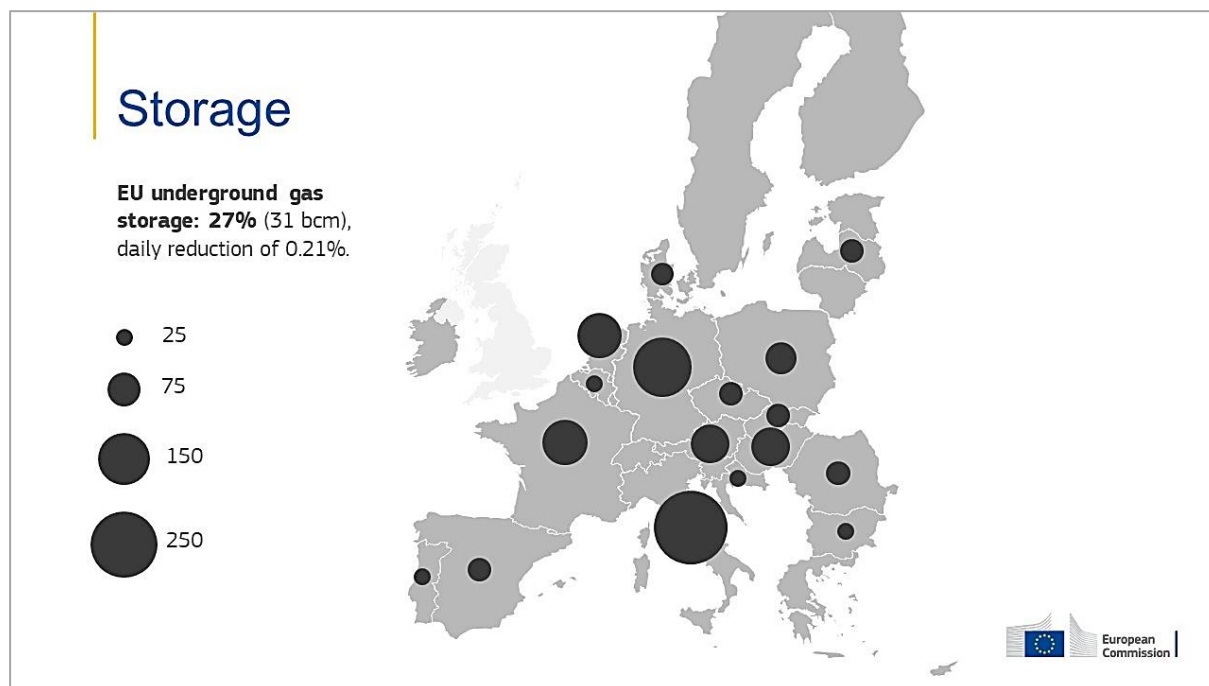 Storage
EU underground gas
storage: 27% (31 bcm),
daily reduction of 0.21%.
25
75
150
250
European
Commission